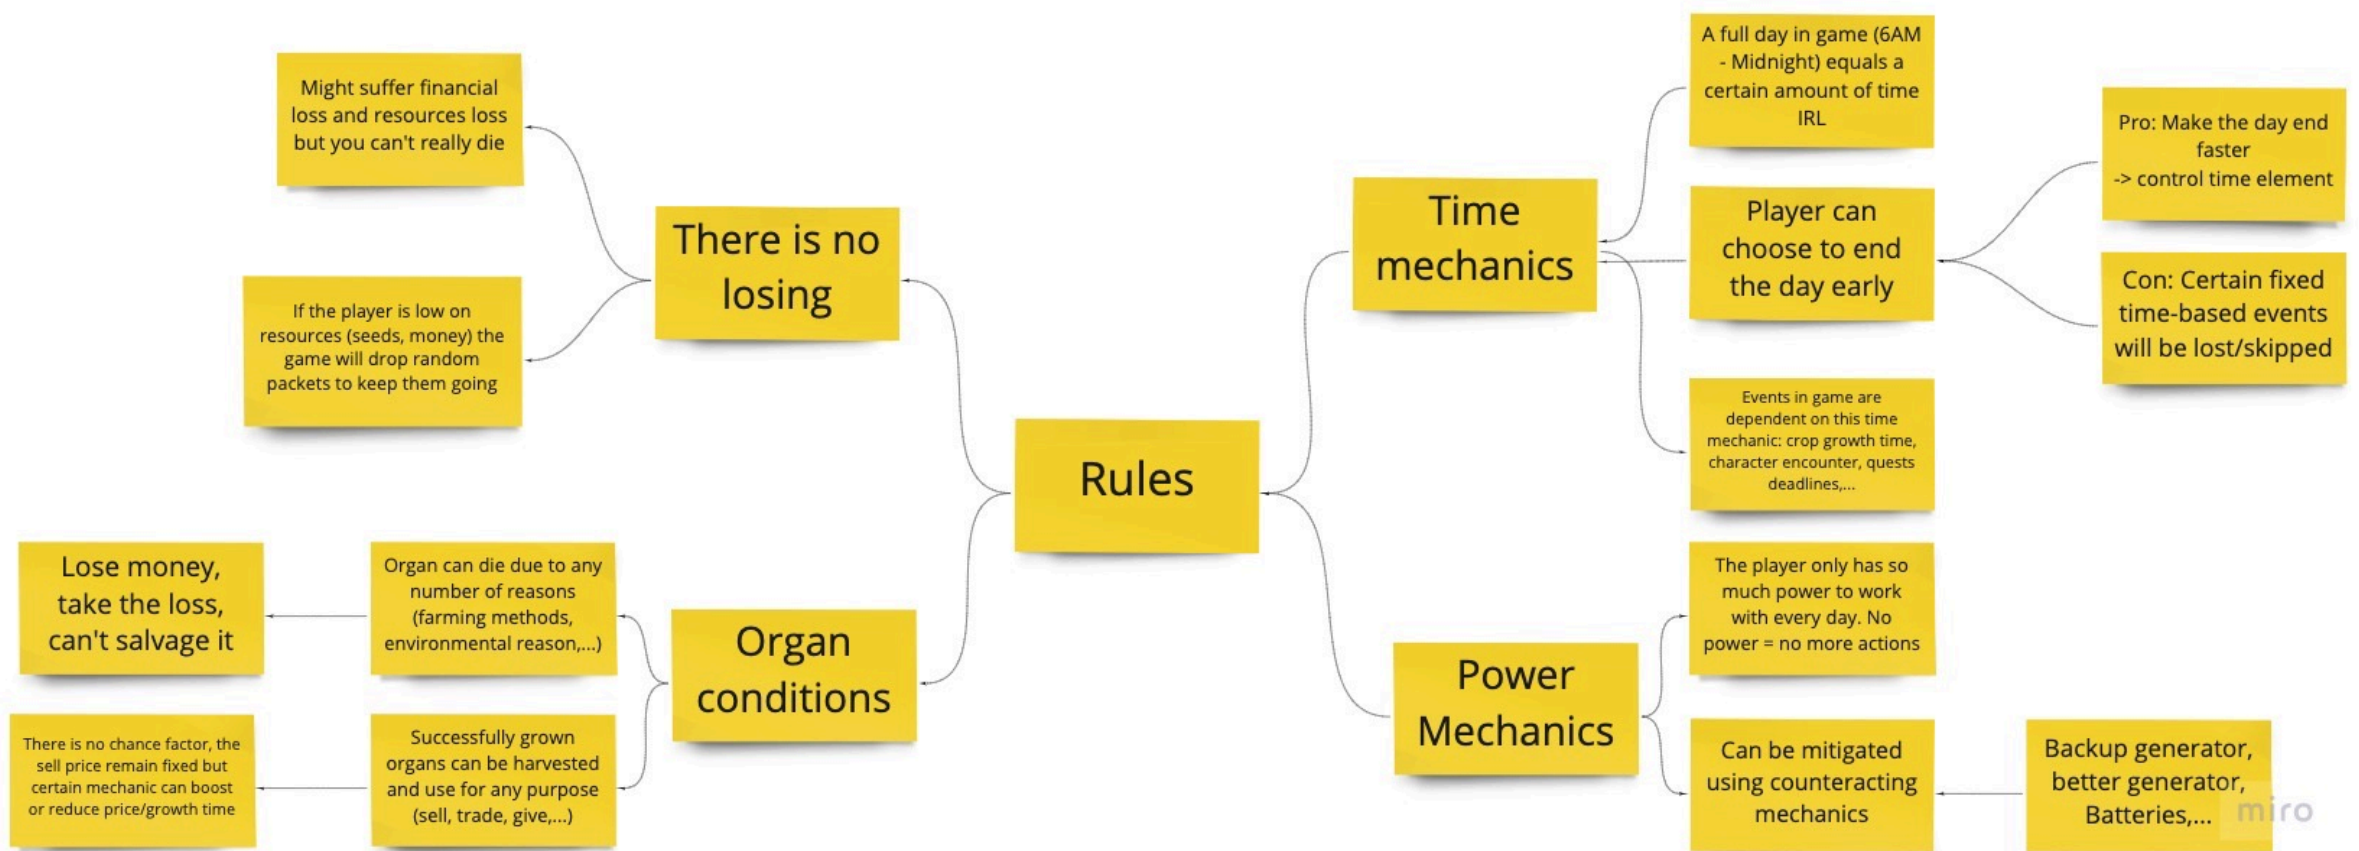 Might suffer financial
loss and resources loss
but you can't really die
If the player is low on
resources (seeds, money) the
game will drop random
packets to keep them going
There is no
losing
Lose money,
take the loss,
can't salvage it
Organ can die due to any
number of reasons
(farming methods,
environmental reason,...)
There is no chance factor, the
sell price remain fixed but
certain mechanic can boost
or reduce price/growth time
Successfully grown
organs can be harvested
and use for any purpose
(sell, trade, give,...)
Organ
conditions
Rules
Time
mechanics
A full day in game (6AM
- Midnight) equals a
certain amount of time
IRL
Player can
choose to end
the day early
Pro: Make the day end
faster
-> control time element
Con: Certain fixed
time-based events
will be lost/skipped
Events in game are
dependent on this time
mechanic: crop growth time,
character encounter, quests
deadlines,...
Power
Mechanics
The player only has so
much power to work
with every day. No
power = no more actions
Can be mitigated
using counteracting
mechanics
Backup generator,
better generator,
Batteries,...
miro